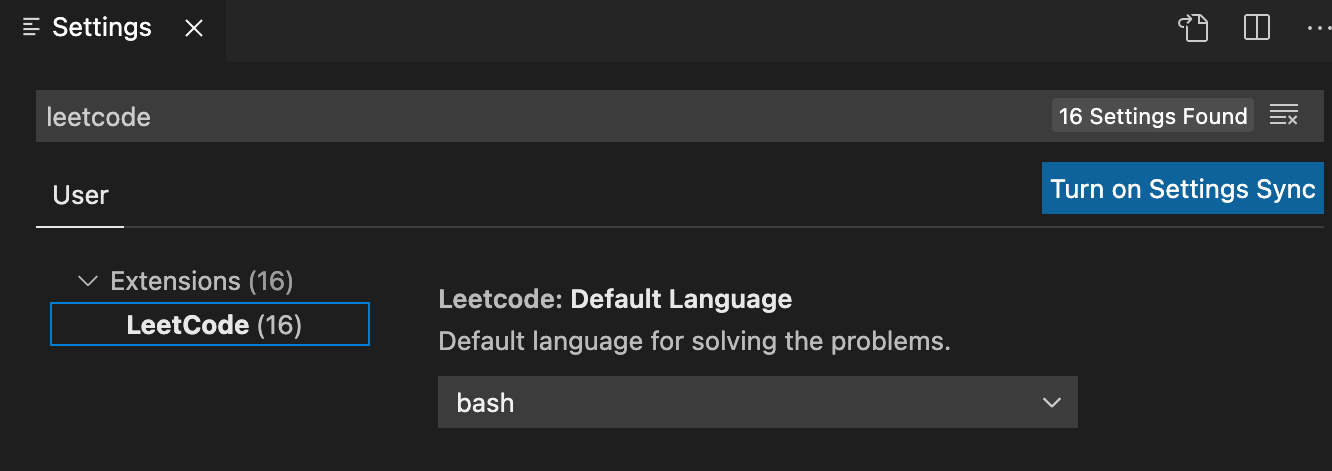 Settings
leetcode
16 Settings Found
User
Turn on Settings Sync
Extensions (16)
LeetCode (16)
Leetcode: Default Language
Default language for solving the problems.
bash